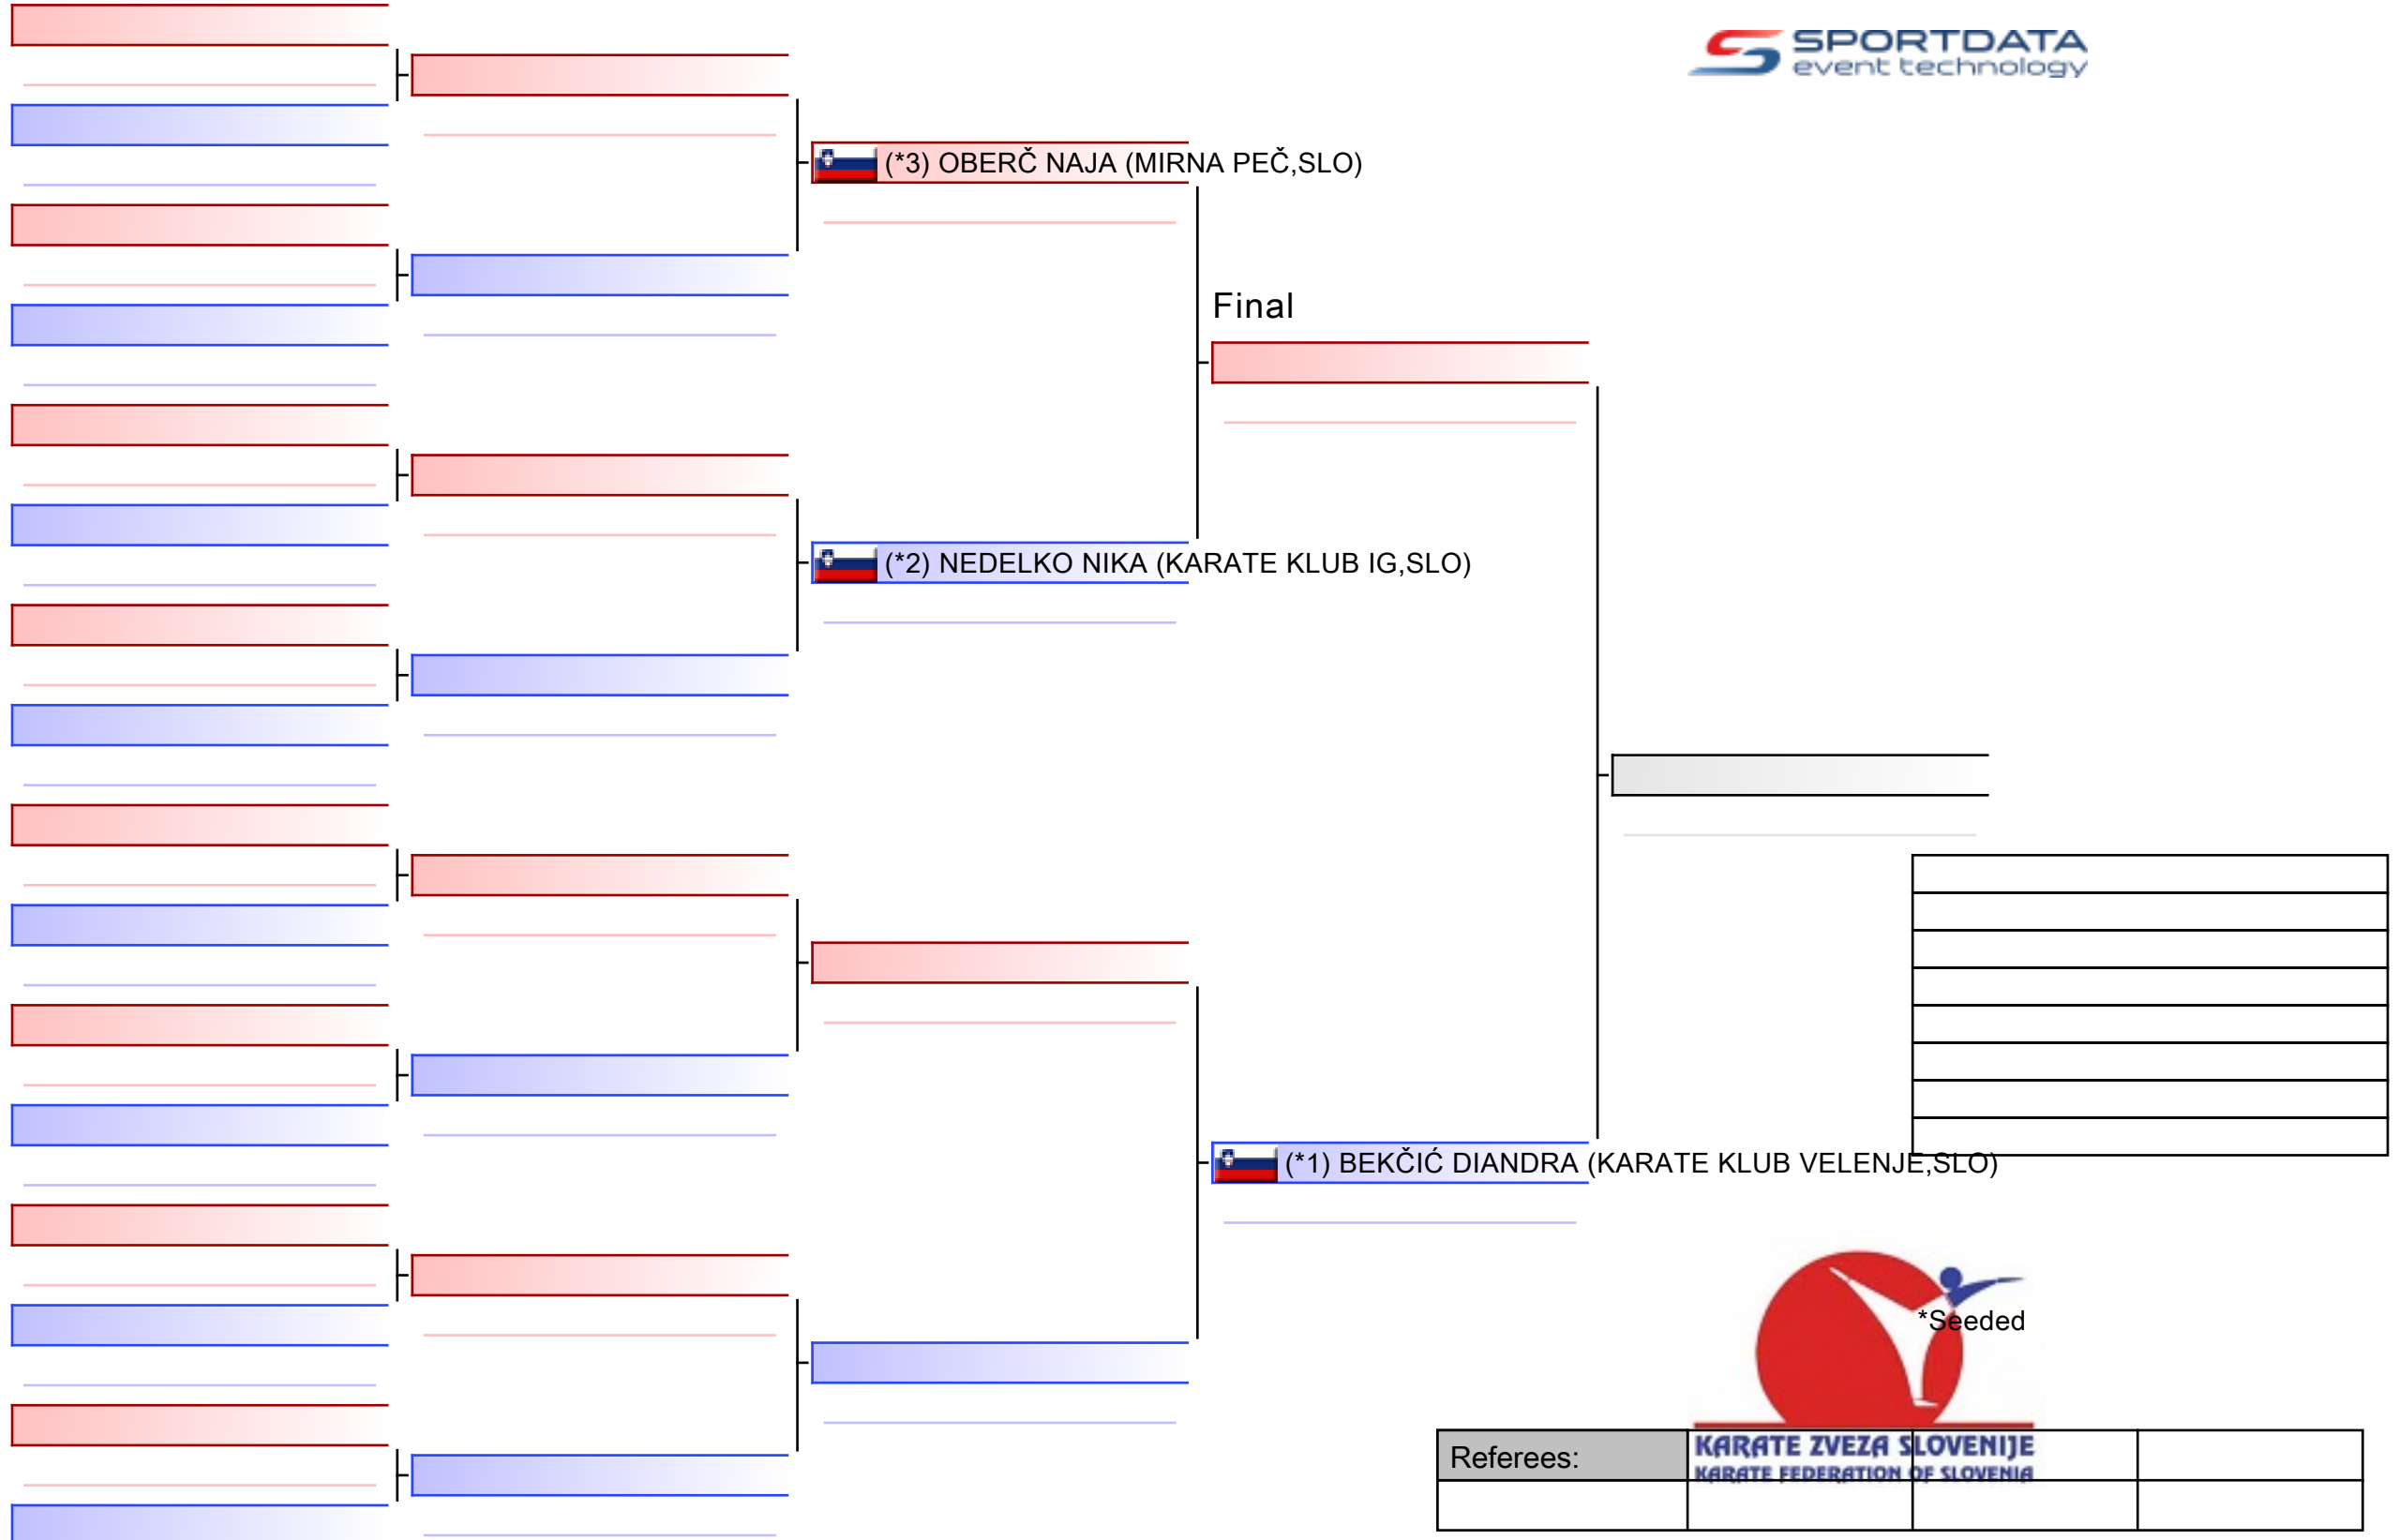 SPORTDATA
event technology
(*3) OBERČ NAJA (MIRNA PEČ,SLO)
Final
(*2) NEDELKO NIKA (KARATE KLUB IG,SLO)
(*1) BEKČIĆ DIANDRA (KARATE KLUB VELENJE,SLO)
*Seeded
Referees:
KARATE ZVEZA SLOVENIJE
KARATE FEDERATION OF SLOVENIA